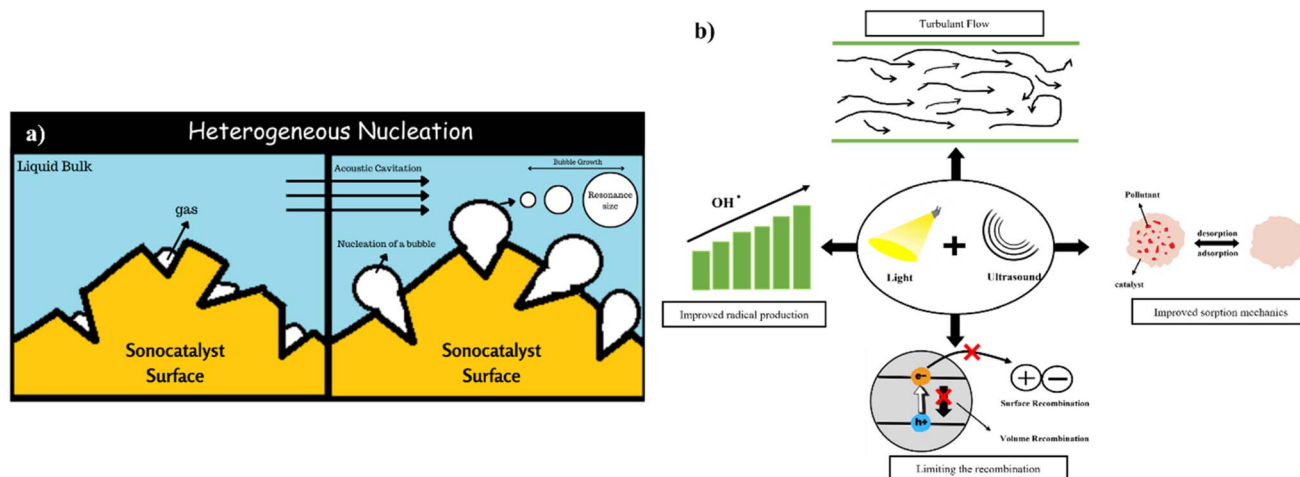 a)
Heterogeneous Nucleation
Liquid Bulk
gas
Sonocatalyst
Surface
Acoustic Cavitation
Bubble Growth
Resonance
size
Nucleation of a bubble
Sonocatalyst
Surface
b)
Turbulant Flow
OH•
Improved radical production
Light
+
Ultrasound
Pollutant
desorption
adsorption
catalyst
Improved sorption mechanics
e-
h+
+ −
Surface Recombination
Volume Recombination
Limiting the recombination